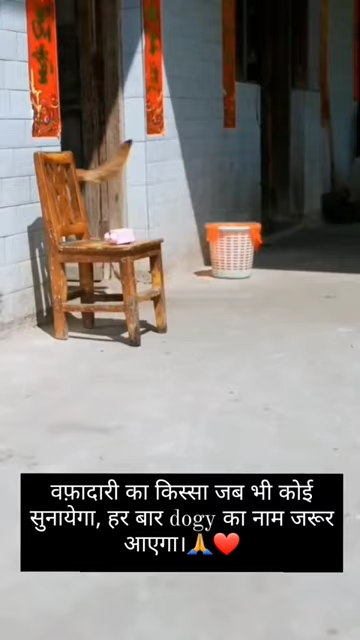 वफ़ादारी का किस्सा जब भी कोई
सुनायेगा, हर बार dogy का नाम जरूर
आएगा।🙏❤️